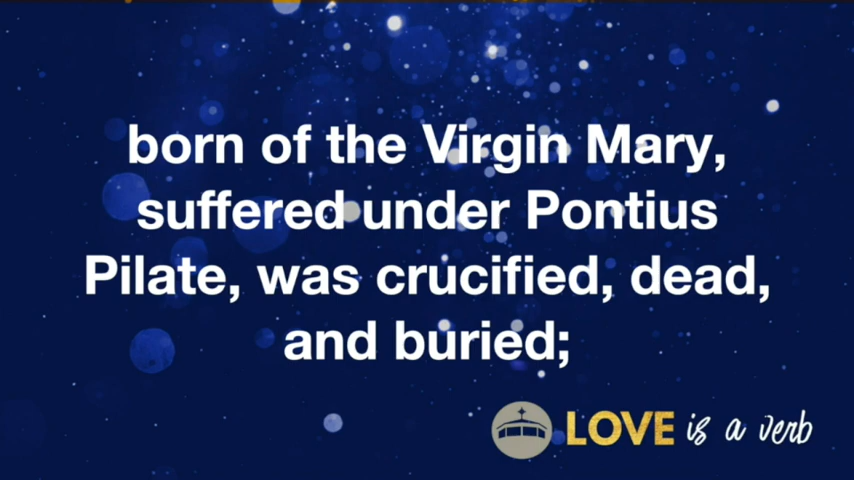 born of the Virgin Mary,
suffered under Pontius
Pilate, was crucified, dead,
and buried;
LOVE is a verb